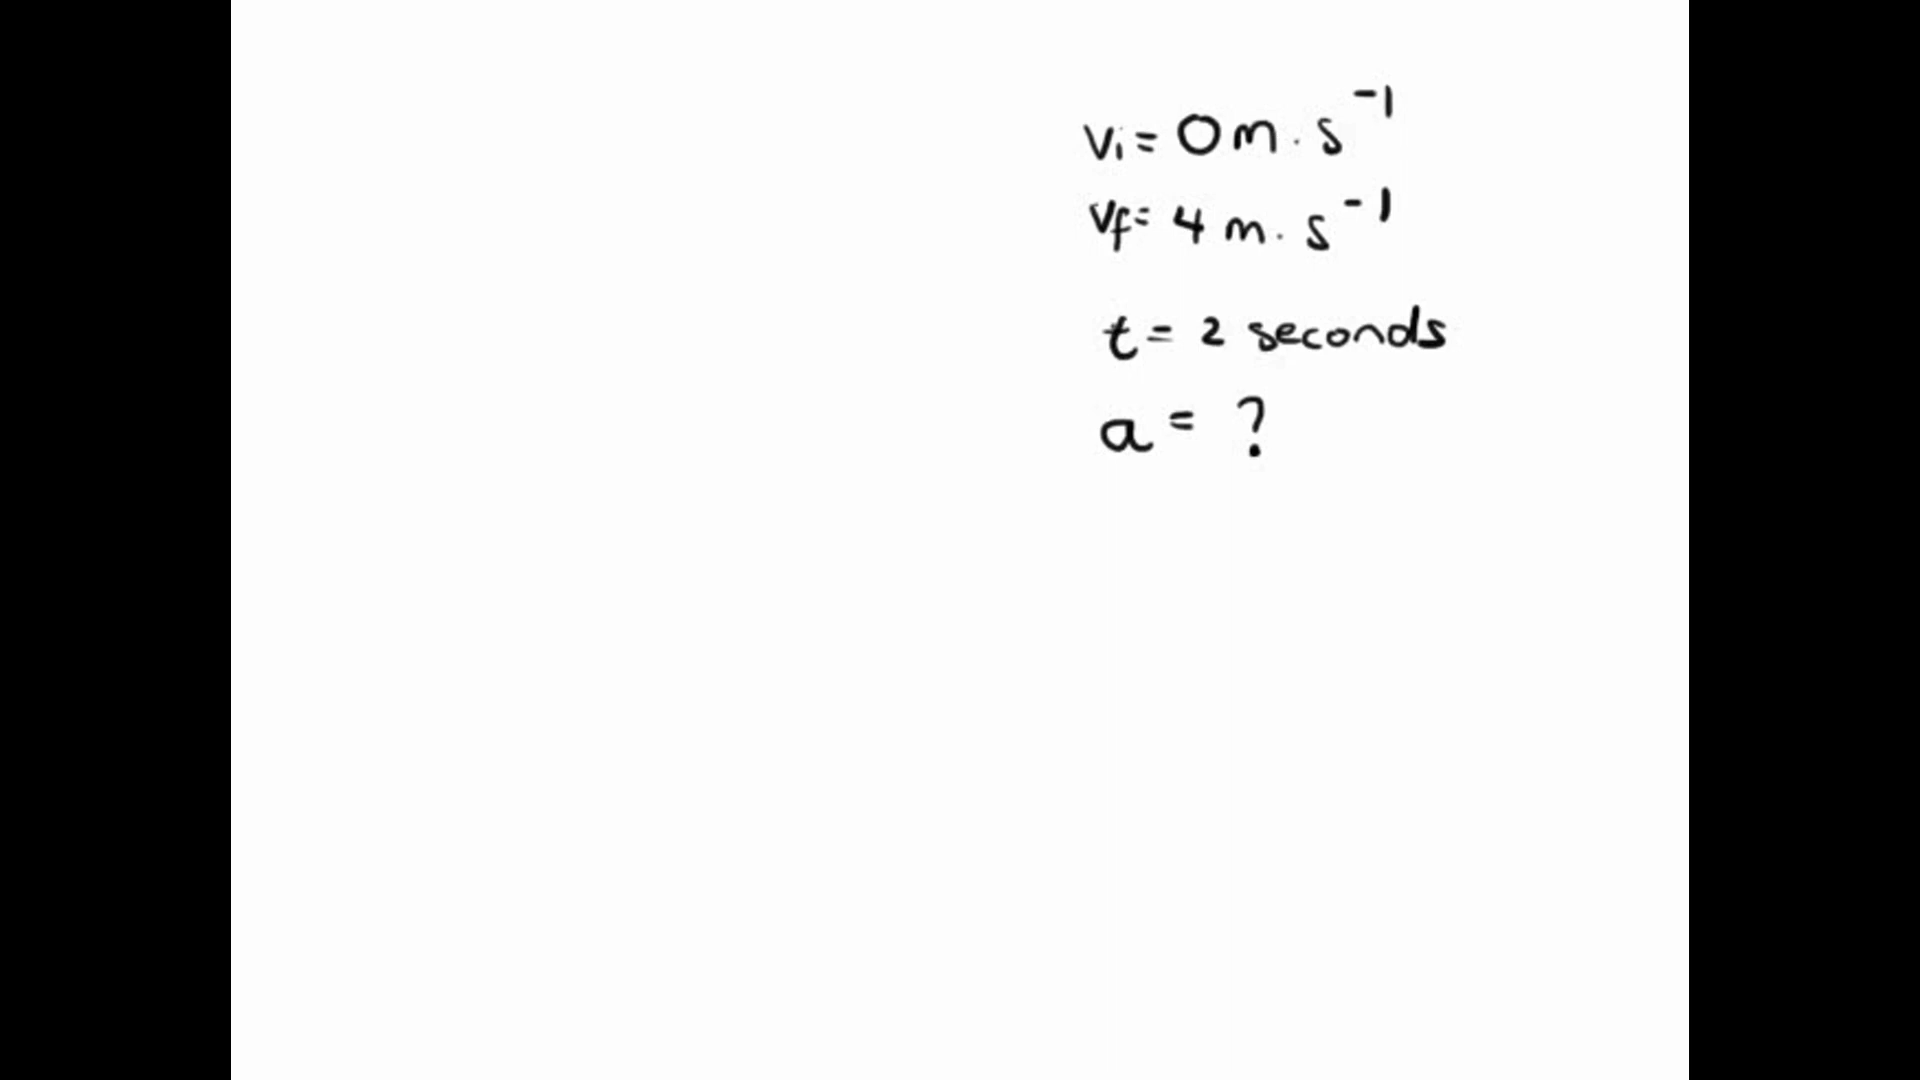 vi = 0 m · s⁻¹
vf = 4 m · s⁻¹
t = 2 seconds
a = ?